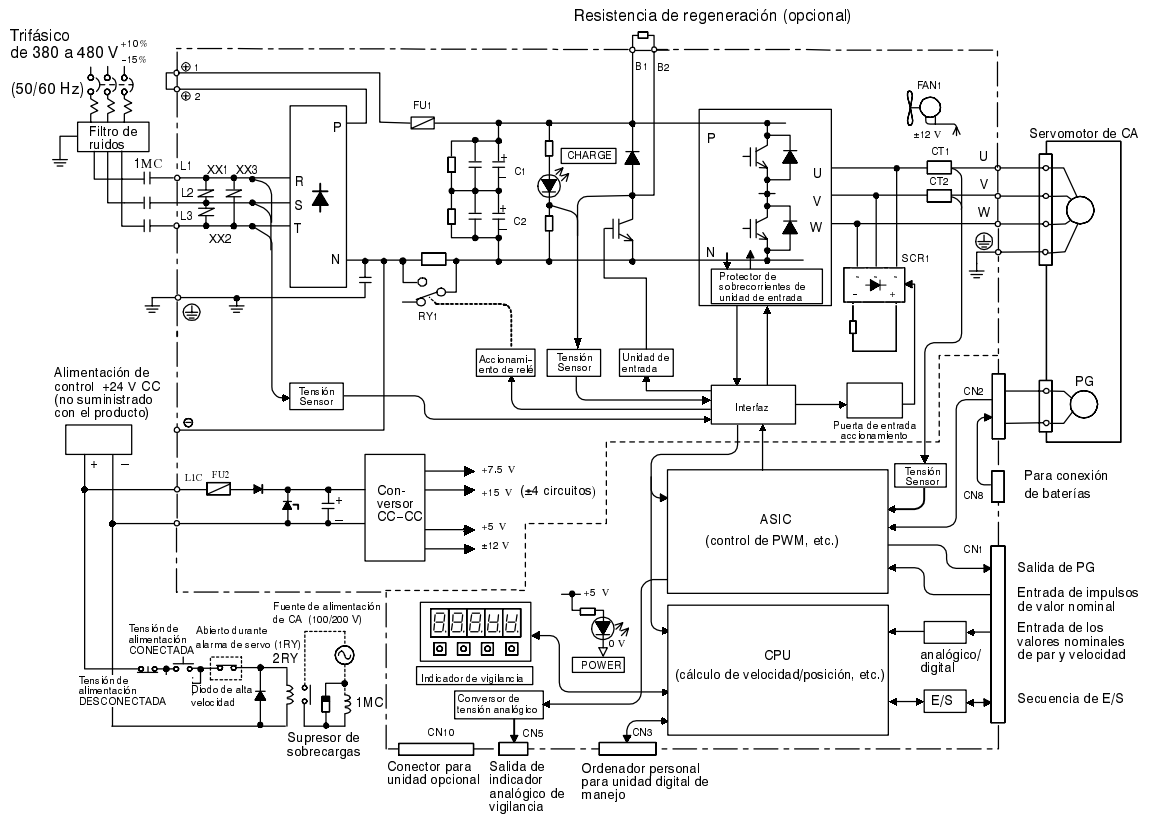 Resistencia de regeneración (opcional)
Trifásico
de 380 a 480 V +10%
−15%
(50/60 Hz)
⊕ 1
⊕ 2
B1 B2
FU1
FAN1
±12 V
Servomotor de CA
Filtro de
ruidos
1MC
L1
L2
L3
XX1 XX3
XX2
P
R
S
T
N
CHARGE
+
C1
−
+
C2
−
P
N
U
V
W
CT1
CT2
U
V
W
Protector de
sobrecorrientes de
unidad de entrada
SCR1
~ ~
− +
RY1
Accionami-
ento de relé
Tensión
Sensor
Unidad de
entrada
Tensión
Sensor
Interfaz
Puerta de entrada
accionamiento
CN2
PG
Alimentación de
control +24 V CC
(no suministrado
con el producto)
+ −
⊖
L1C FU2
+
−
Con-
versor
CC–CC
+7.5 V
+15 V (±4 circuitos)
+5 V
±12 V
Tensión
Sensor
CN8
Para conexión
de baterías
ASIC
(control de PWM, etc.)
CN1
Salida de PG
Entrada de impulsos
de valor nominal
Entrada de los
valores nominales
de par y velocidad
analógico/
digital
CPU
(cálculo de velocidad/posición, etc.)
E/S
Secuencia de E/S
+5 V
0 V
POWER
Indicador de vigilancia
Conversor de
tensión analógico
Fuente de alimentación
de CA (100/200 V)
Tensión de
alimentación
CONECTADA
Abierto durante
alarma de servo (1RY)
2RY
Tensión de
alimentación
DESCONECTADA
Diodo de alta
velocidad
1MC
Supresor de
sobrecargas
CN10
CN5
CN3
Conector para
unidad opcional
Salida de
indicador
analógico de
vigilancia
Ordenador personal
para unidad digital de
manejo